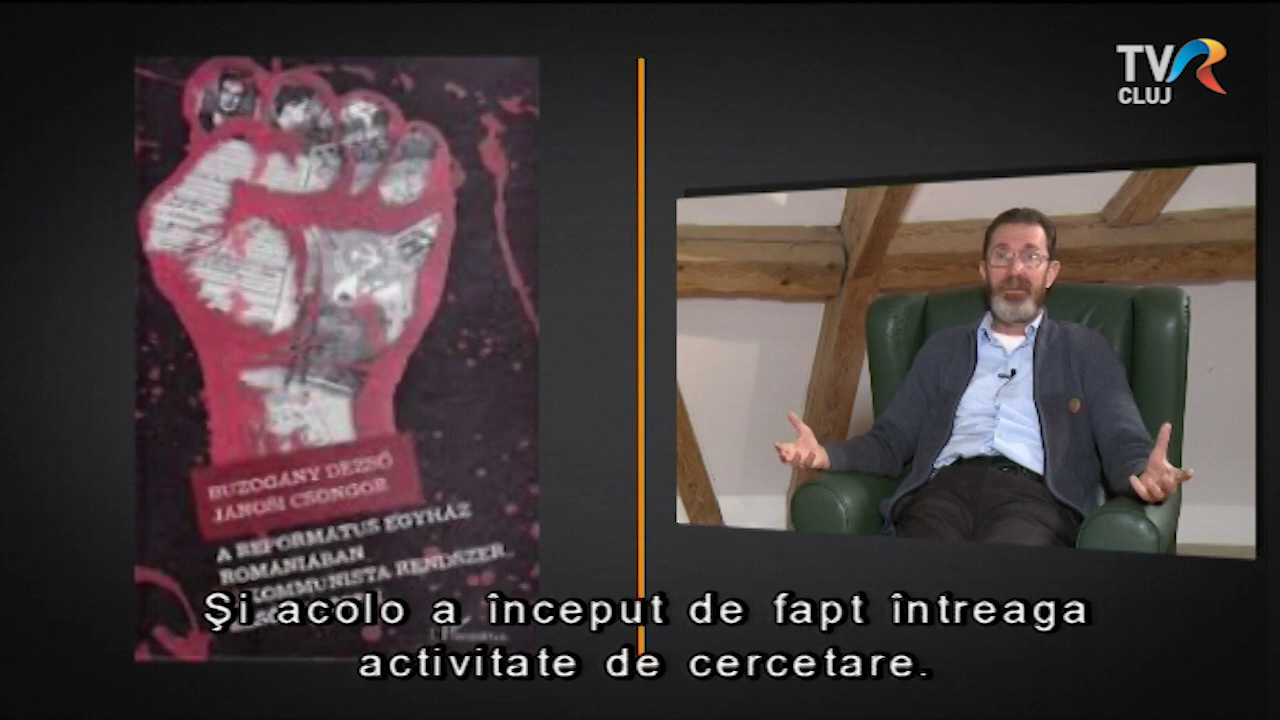 TVR
CLUJ
BUZOGÁNY DEZSŐ
JÁNOSI CSONGOR
A REFORMÁTUS EGYHÁZ
ROMÁNIÁBAN
KOMMUNISTA RENDSZER
Şi acolo a început de fapt întreaga
activitate de cercetare.